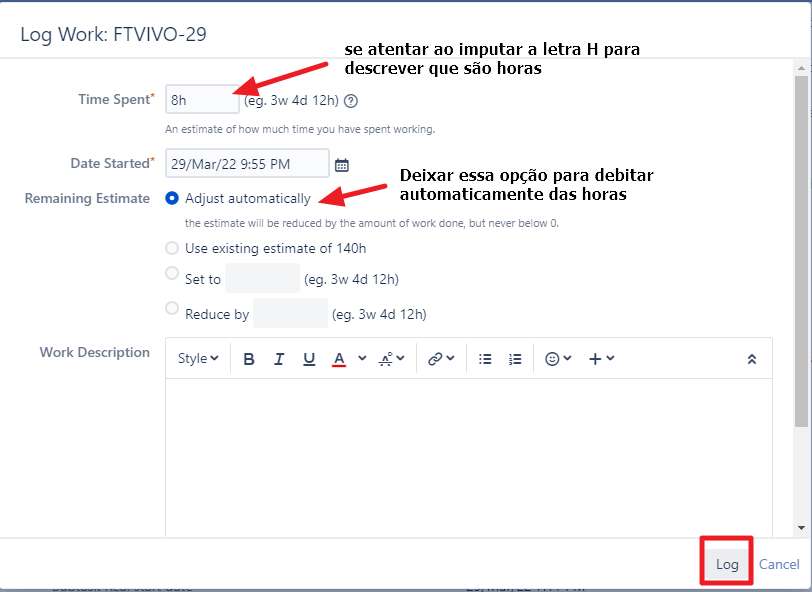 Log Work: FTVIVO-29
se atentar ao imputar a letra H para
descrever que são horas
Time Spent* 8h (eg. 3w 4d 12h)
An estimate of how much time you have spent working.
Date Started* 29/Mar/22 9:55 PM
Deixar essa opção para debitar
automaticamente das horas
Remaining Estimate Adjust automatically
the estimate will be reduced by the amount of work done, but never below 0.
Use existing estimate of 140h
Set to (eg. 3w 4d 12h)
Reduce by (eg. 3w 4d 12h)
Work Description Style B I U A
Log Cancel